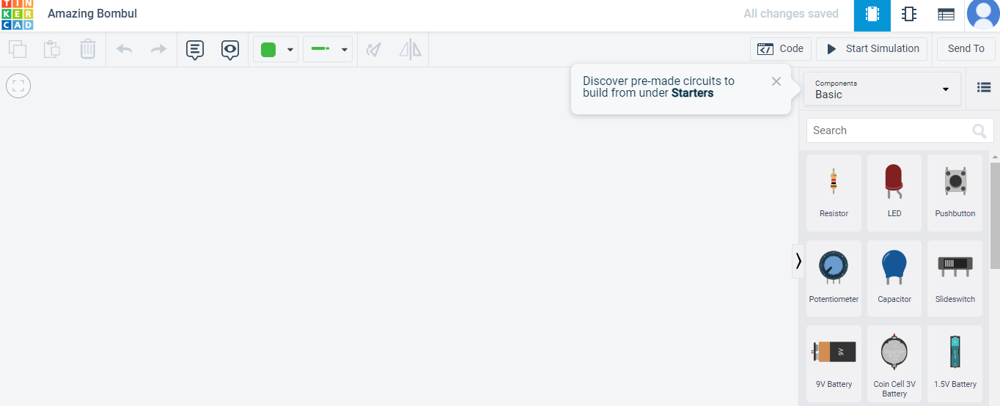 TIN
KER
CAD
Amazing Bombul
All changes saved
Code
Start Simulation
Send To
Discover pre-made circuits to
build from under Starters
Components
Basic
Search
Resistor
LED
Pushbutton
Potentiometer
Capacitor
Slideswitch
9V
9V Battery
Coin Cell 3V
Battery
1.5V Battery